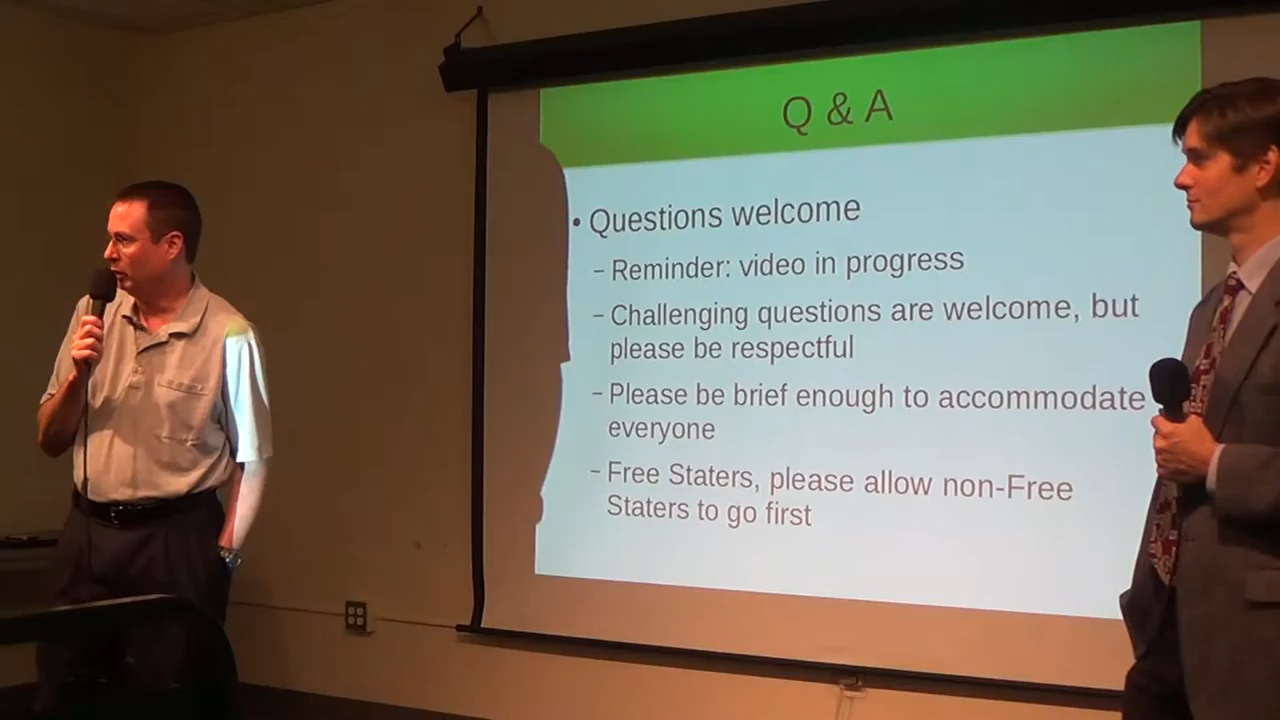 Q & A
• Questions welcome
– Reminder: video in progress
– Challenging questions are welcome, but
please be respectful
– Please be brief enough to accommodate
everyone
– Free Staters, please allow non-Free
Staters to go first